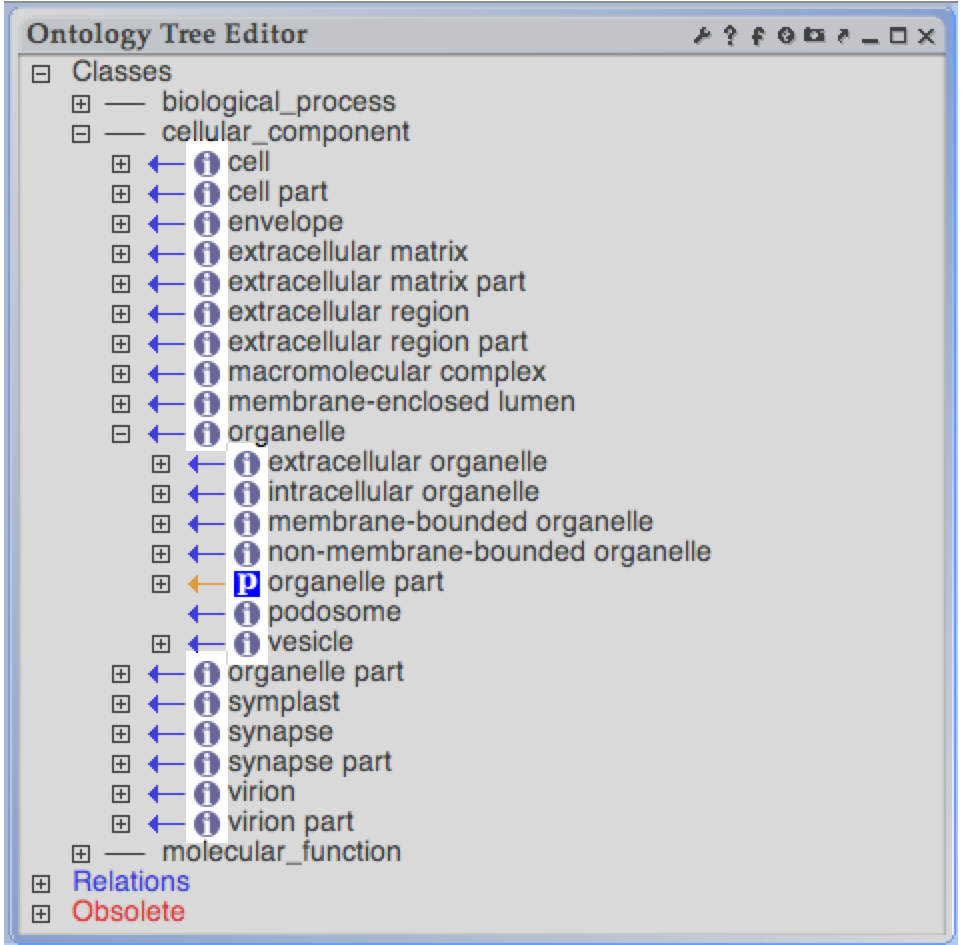 Ontology Tree Editor
Classes
biological_process
cellular_component
cell
cell part
envelope
extracellular matrix
extracellular matrix part
extracellular region
extracellular region part
macromolecular complex
membrane-enclosed lumen
organelle
extracellular organelle
intracellular organelle
membrane-bounded organelle
non-membrane-bounded organelle
P organelle part
podosome
vesicle
organelle part
symplast
synapse
synapse part
virion
virion part
molecular_function
Relations
Obsolete